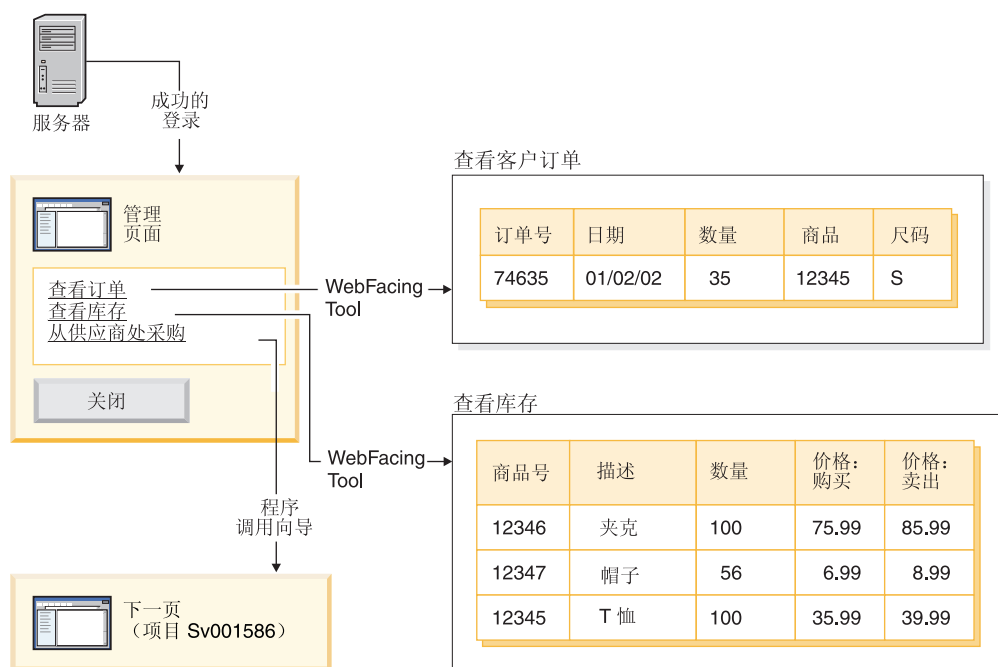 服务器
成功的
登录
管理
页面
查看订单
查看库存
从供应商处采购
关闭
WebFacing
Tool
查看客户订单
订单号 日期 数量 商品 尺码
74635 01/02/02 35 12345 S
WebFacing
Tool
查看库存
商品号 描述 数量 价格: 购买 价格: 卖出
12346 夹克 100 75.99 85.99
12347 帽子 56 6.99 8.99
12345 T 恤 100 35.99 39.99
程序
调用向导
下一页
（项目 Sv001586）